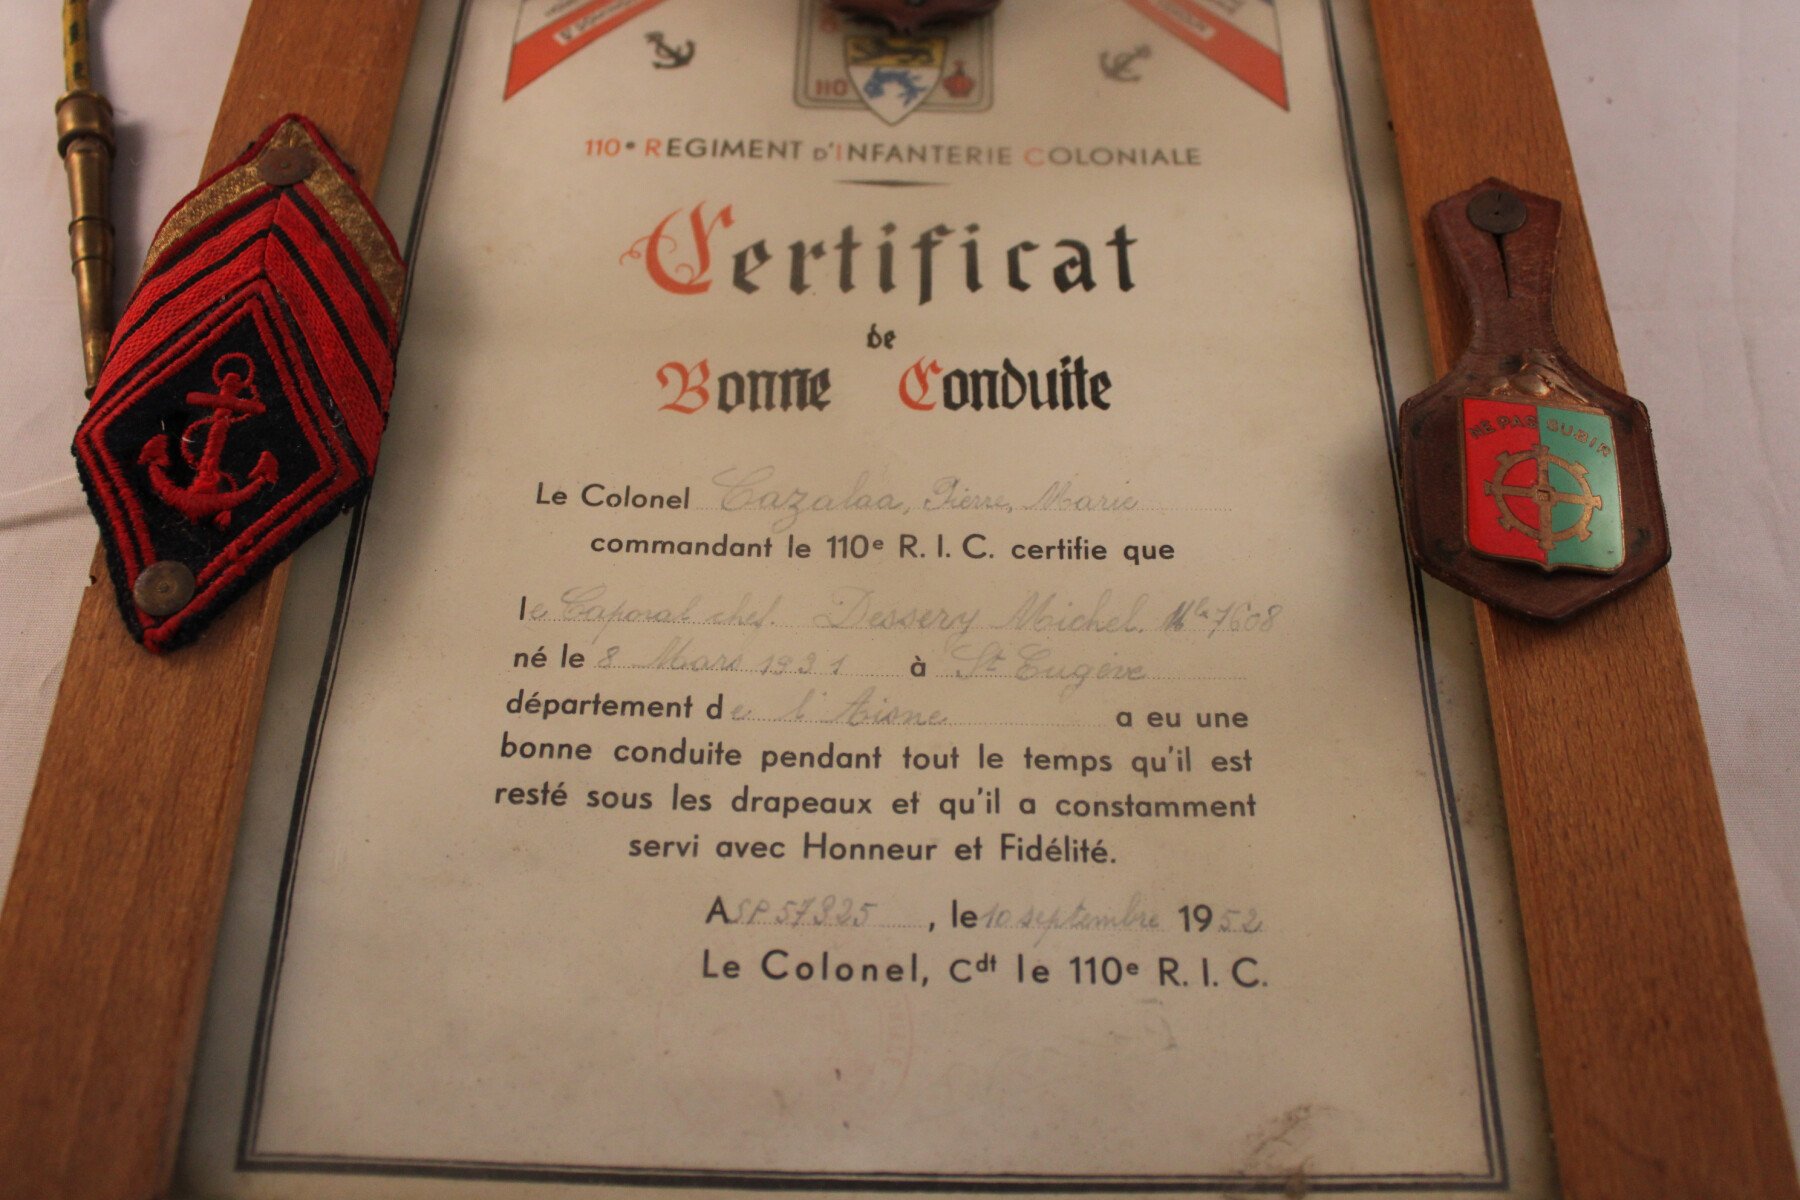 110
110e REGIMENT D'INFANTERIE COLONIALE
Certificat
de
Bonne Conduite
NE PAS SUBIR
Le Colonel Cazalaa, Pierre, Marie
commandant le 110e R. I. C. certifie que
le Caporal chef. Dessery Michel. Mle 7608
né le 8 Mars 1931 à St Eugène
département de l'Aisne a eu une
bonne conduite pendant tout le temps qu'il est
resté sous les drapeaux et qu'il a constamment
servi avec Honneur et Fidélité.
A SP 57325, le 10 septembre 1952
Le Colonel, Cdt le 110e R. I. C.